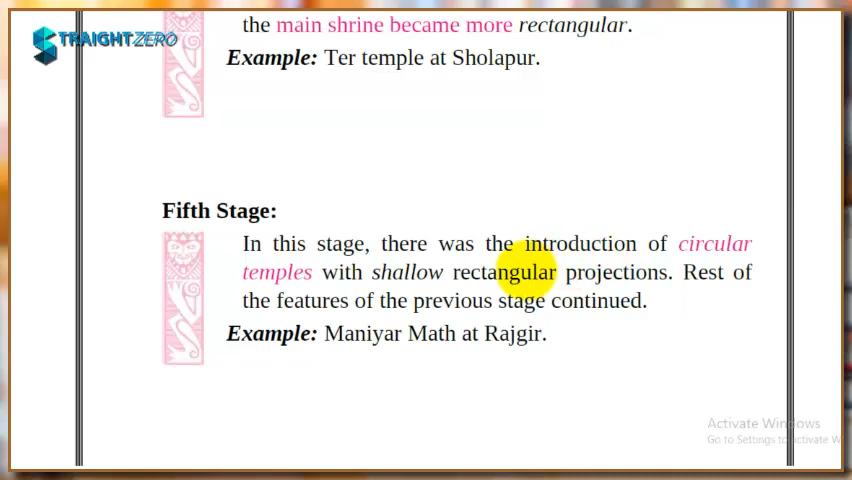 the main shrine became more rectangular.
STRAIGHTZERO
Example: Ter temple at Sholapur.
Fifth Stage:
In this stage, there was the introduction of circular
temples with shallow rectangular projections. Rest of
the features of the previous stage continued.
Example: Maniyar Math at Rajgir.
Activate Windows
Go to Settings to activate W